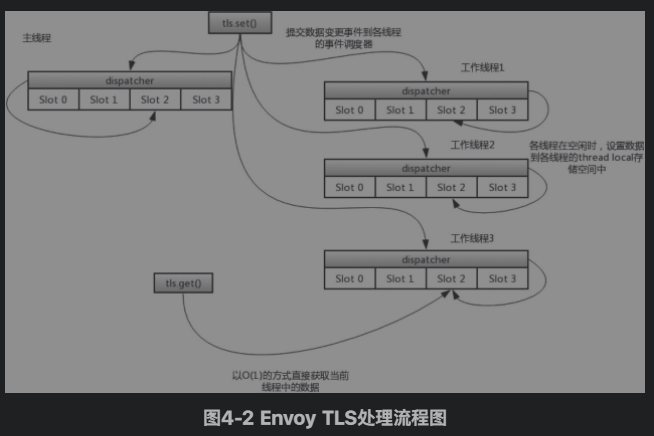 tls.set()
主线程
提交数据变更事件到各线程
的事件调度器
dispatcher
Slot 0 Slot 1 Slot 2 Slot 3
工作线程1
dispatcher
Slot 0 Slot 1 Slot 2 Slot 3
工作线程2
dispatcher
Slot 0 Slot 1 Slot 2 Slot 3
各线程在空闲时，设置数据
到各线程的thread local存
储空间中
工作线程3
dispatcher
Slot 0 Slot 1 Slot 2 Slot 3
tls.get()
以O(1)的方式直接获取当前
线程中的数据
图4-2 Envoy TLS处理流程图